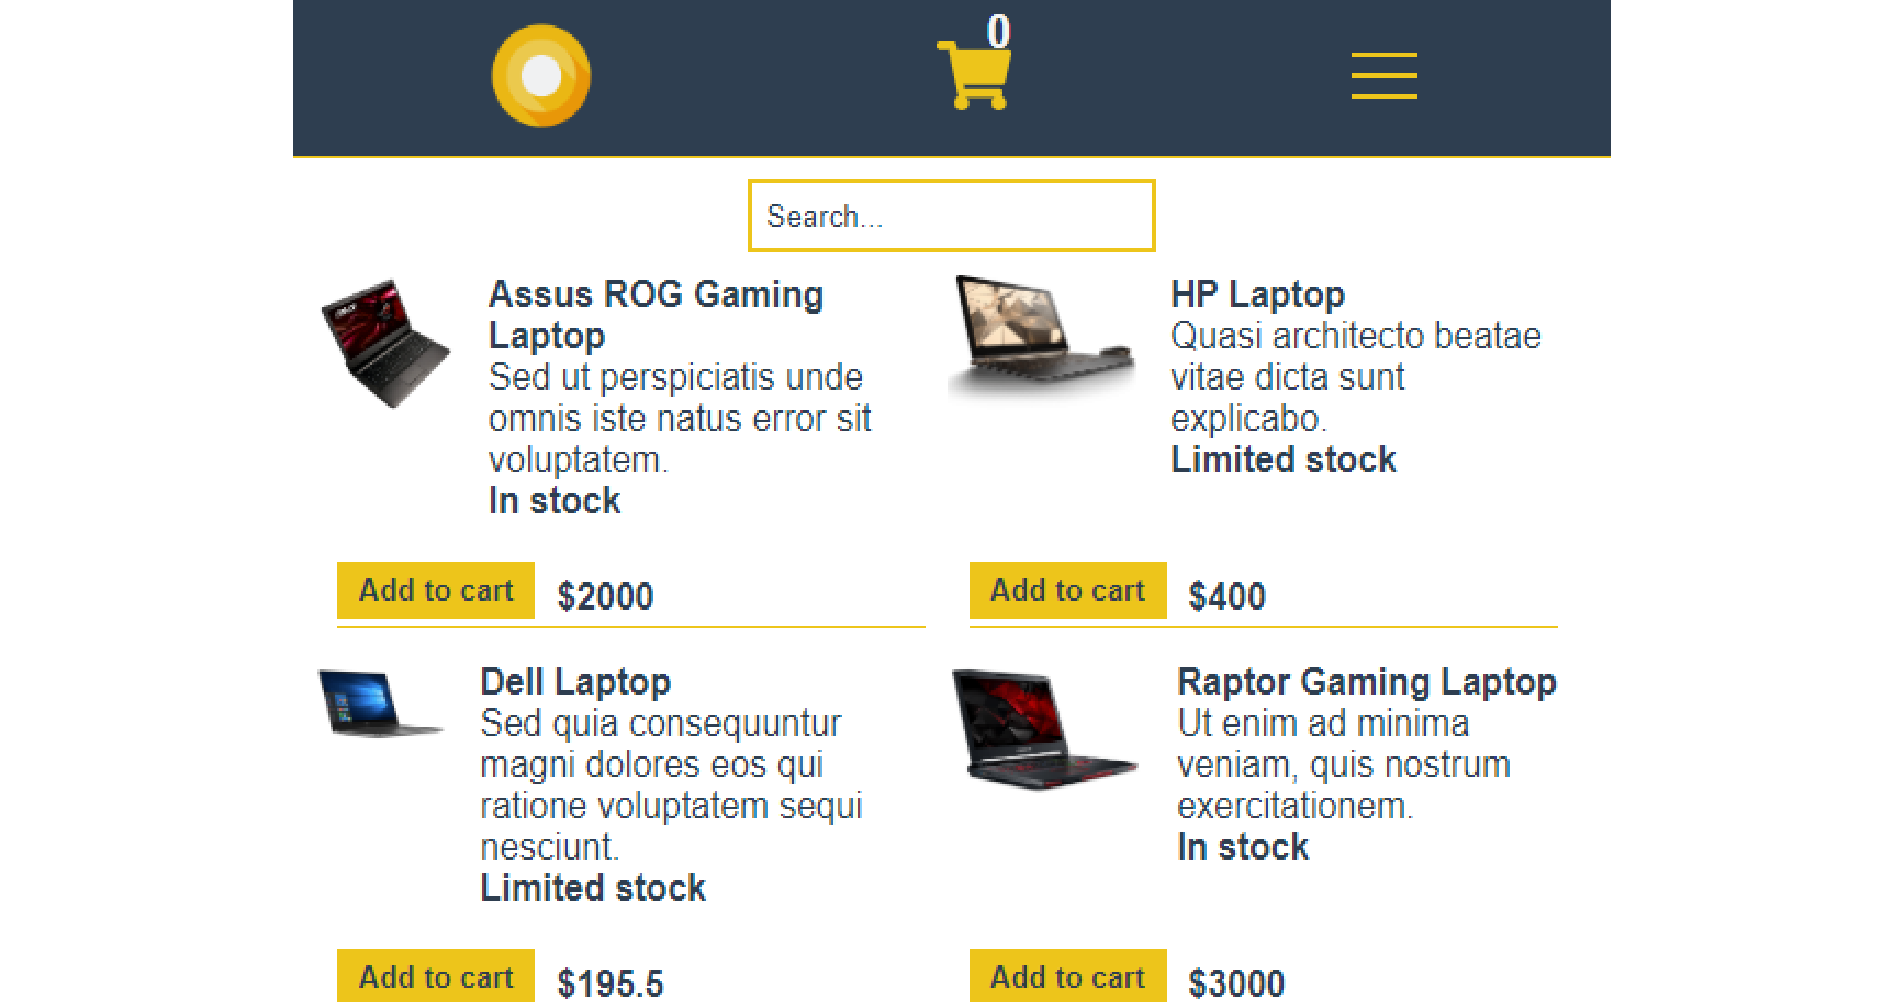 0
Search...
Assus ROG Gaming
Laptop
Sed ut perspiciatis unde
omnis iste natus error sit
voluptatem.
In stock
Add to cart $2000
HP Laptop
Quasi architecto beatae
vitae dicta sunt
explicabo.
Limited stock
Add to cart $400
Dell Laptop
Sed quia consequuntur
magni dolores eos qui
ratione voluptatem sequi
nesciunt.
Limited stock
Add to cart $195.5
Raptor Gaming Laptop
Ut enim ad minima
veniam, quis nostrum
exercitationem.
In stock
Add to cart $3000